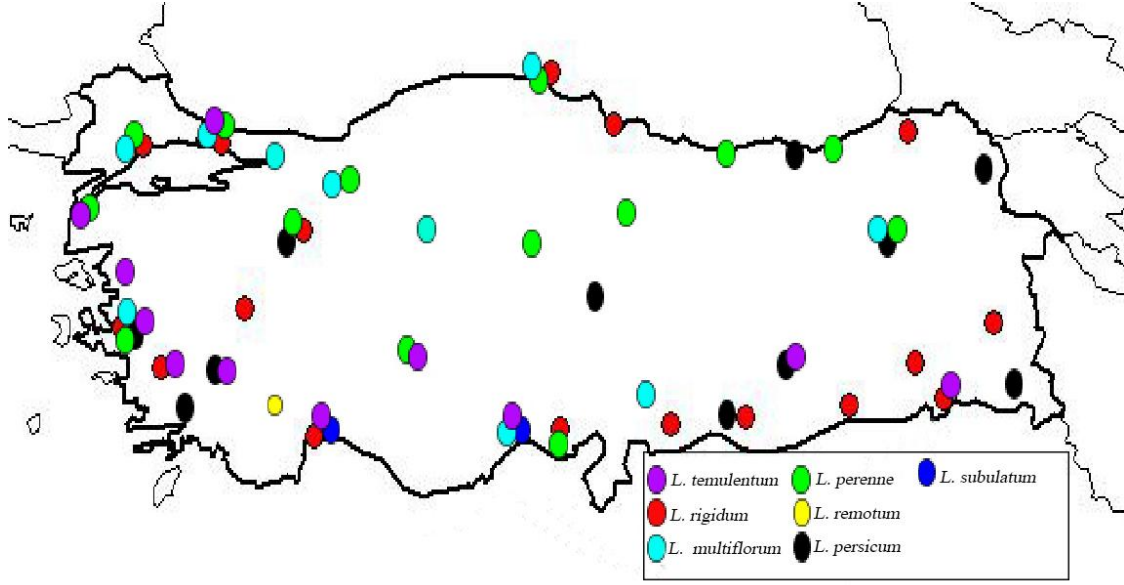 L. temulentum L. perenne L. subulatum
L. rigidum L. remotum
L. multiflorum L. persicum